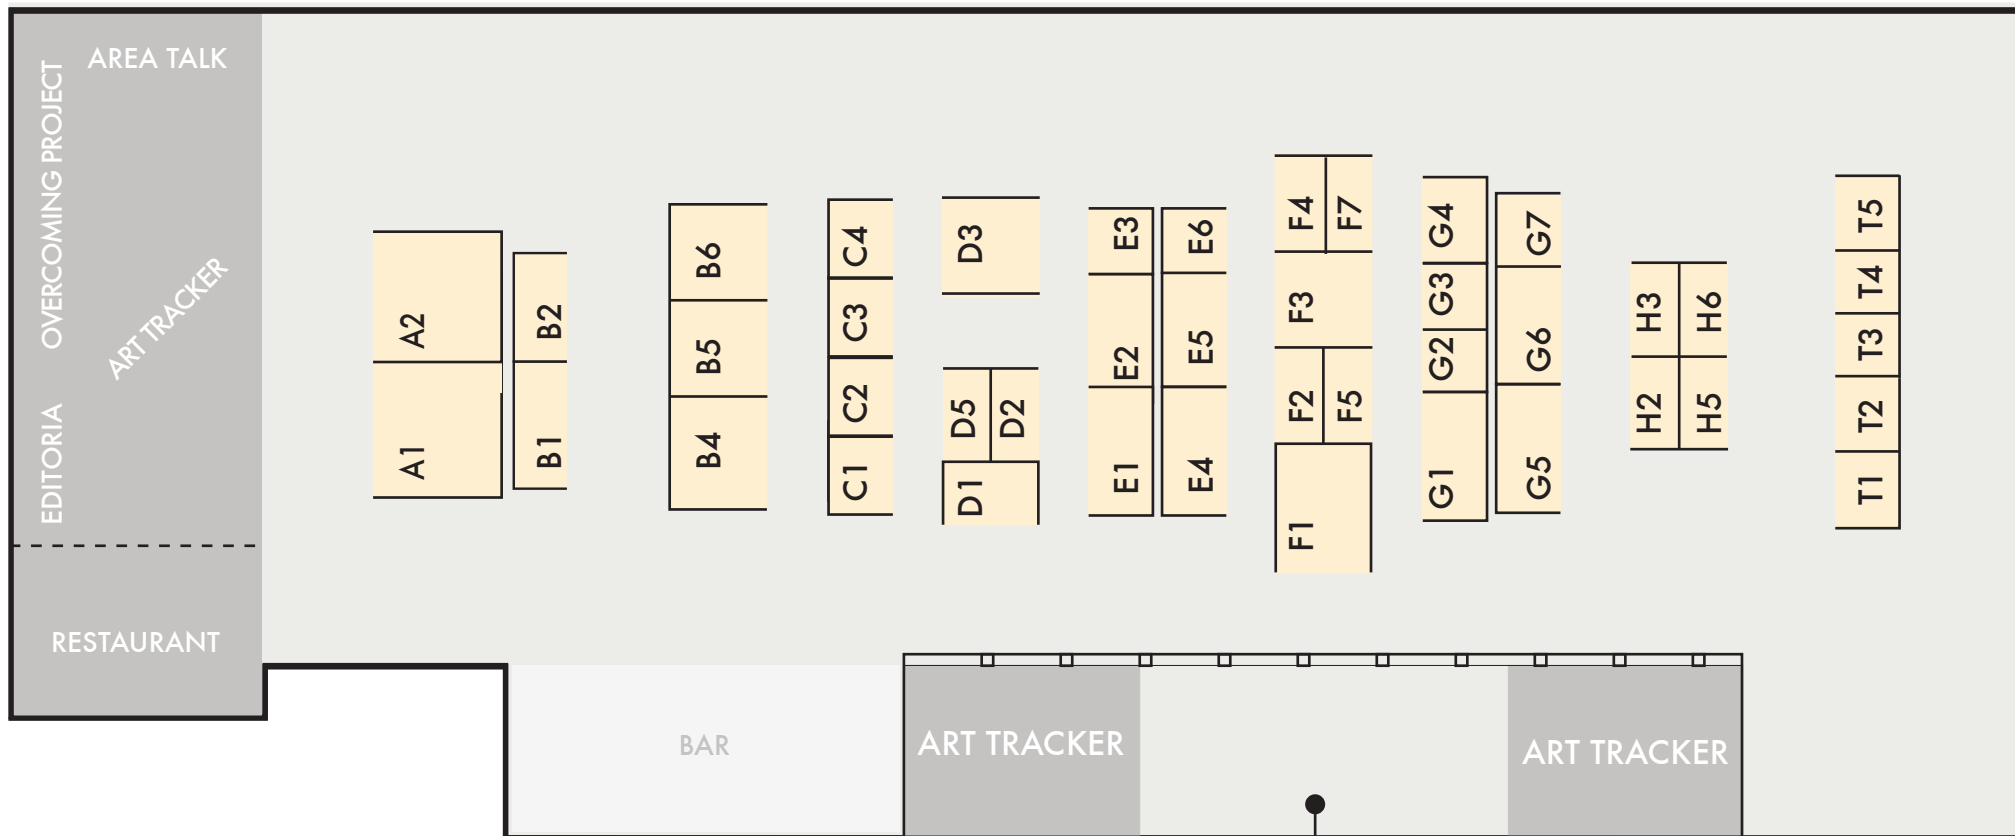 AREA TALK
OVERCOMING PROJECT
EDITORIA
ART TRACKER
RESTAURANT
A2
A1
B2
B1
B6
B5
B4
C4
C3
C2
C1
D3
D5
D2
D1
E3
E2
E1
E6
E5
E4
F4
F7
F3
F2
F5
F1
G4
G3
G2
G1
G7
G6
G5
H3
H6
H2
H5
T5
T4
T3
T2
T1
BAR
ART TRACKER
ART TRACKER